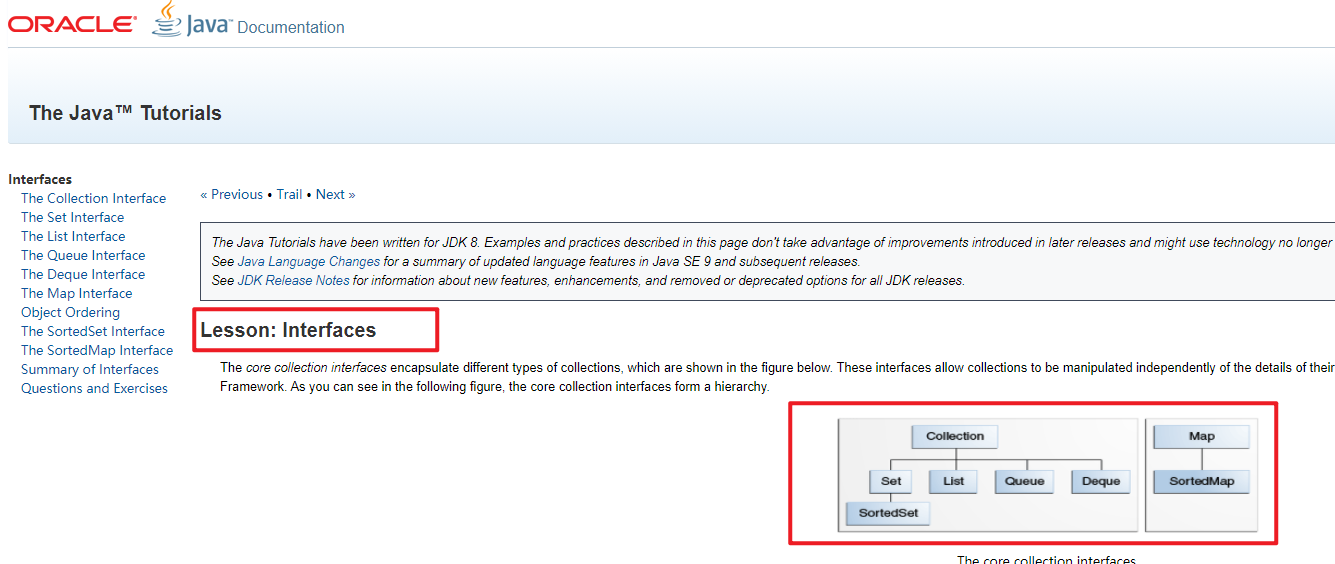 ORACLE Java™ Documentation
The Java™ Tutorials
Interfaces
The Collection Interface
The Set Interface
The List Interface
The Queue Interface
The Deque Interface
The Map Interface
Object Ordering
The SortedSet Interface
The SortedMap Interface
Summary of Interfaces
Questions and Exercises
« Previous • Trail • Next »
The Java Tutorials have been written for JDK 8. Examples and practices described in this page don't take advantage of improvements introduced in later releases and might use technology no longer
See Java Language Changes for a summary of updated language features in Java SE 9 and subsequent releases.
See JDK Release Notes for information about new features, enhancements, and removed or deprecated options for all JDK releases.
Lesson: Interfaces
The core collection interfaces encapsulate different types of collections, which are shown in the figure below. These interfaces allow collections to be manipulated independently of the details of their
Framework. As you can see in the following figure, the core collection interfaces form a hierarchy.
Collection Map
Set List Queue Deque SortedMap
SortedSet
The core collection interfaces